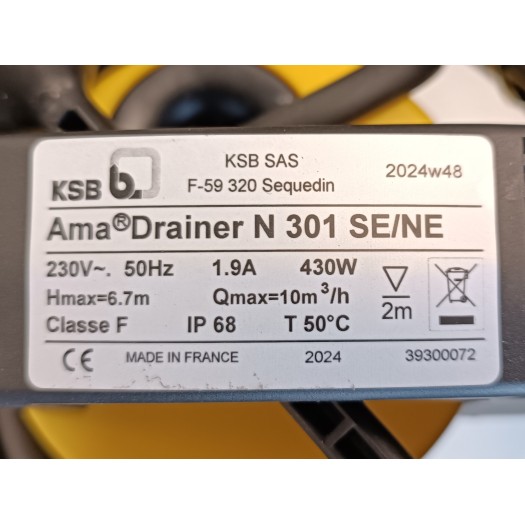 KSB b.
KSB SAS
F-59 320 Sequedin
2024w48
Ama®Drainer N 301 SE/NE
230V~. 50Hz 1.9A 430W
Hmax=6.7m Qmax=10m³/h
2m
Classe F IP 68 T 50°C
CE MADE IN FRANCE 2024 39300072